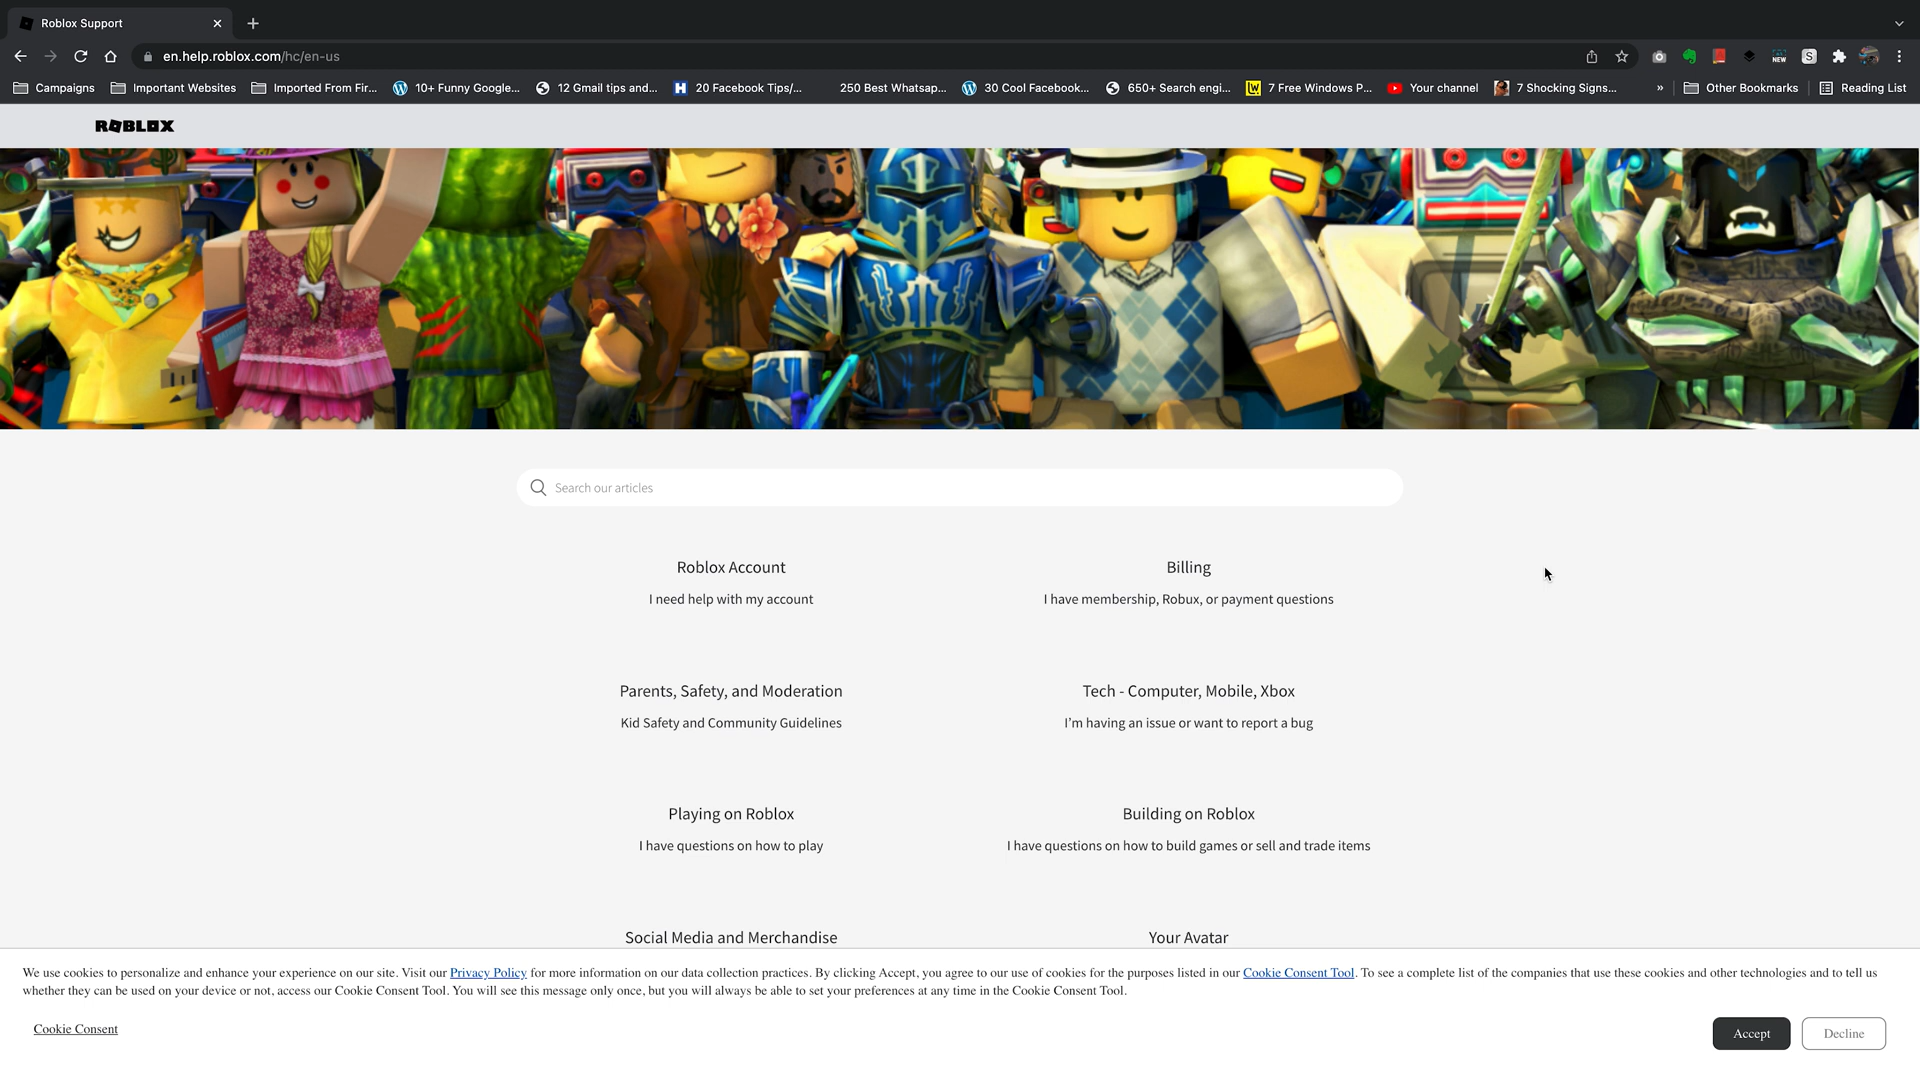 Roblox Support
en.help.roblox.com/hc/en-us
NEW
S
Campaigns
Important Websites
Imported From Fir...
10+ Funny Google...
12 Gmail tips and...
H
20 Facebook Tips/...
250 Best Whatsap...
30 Cool Facebook...
650+ Search engi...
LW
7 Free Windows P...
Your channel
7 Shocking Signs...
»
Other Bookmarks
Reading List
ROBLOX
Search our articles
Roblox Account
I need help with my account
Billing
I have membership, Robux, or payment questions
Parents, Safety, and Moderation
Kid Safety and Community Guidelines
Tech - Computer, Mobile, Xbox
I'm having an issue or want to report a bug
Playing on Roblox
I have questions on how to play
Building on Roblox
I have questions on how to build games or sell and trade items
Social Media and Merchandise
Your Avatar
We use cookies to personalize and enhance your experience on our site. Visit our Privacy Policy for more information on our data collection practices. By clicking Accept, you agree to our use of cookies for the purposes listed in our Cookie Consent Tool. To see a complete list of the companies that use these cookies and other technologies and to tell us
whether they can be used on your device or not, access our Cookie Consent Tool. You will see this message only once, but you will always be able to set your preferences at any time in the Cookie Consent Tool.
Cookie Consent
Accept
Decline